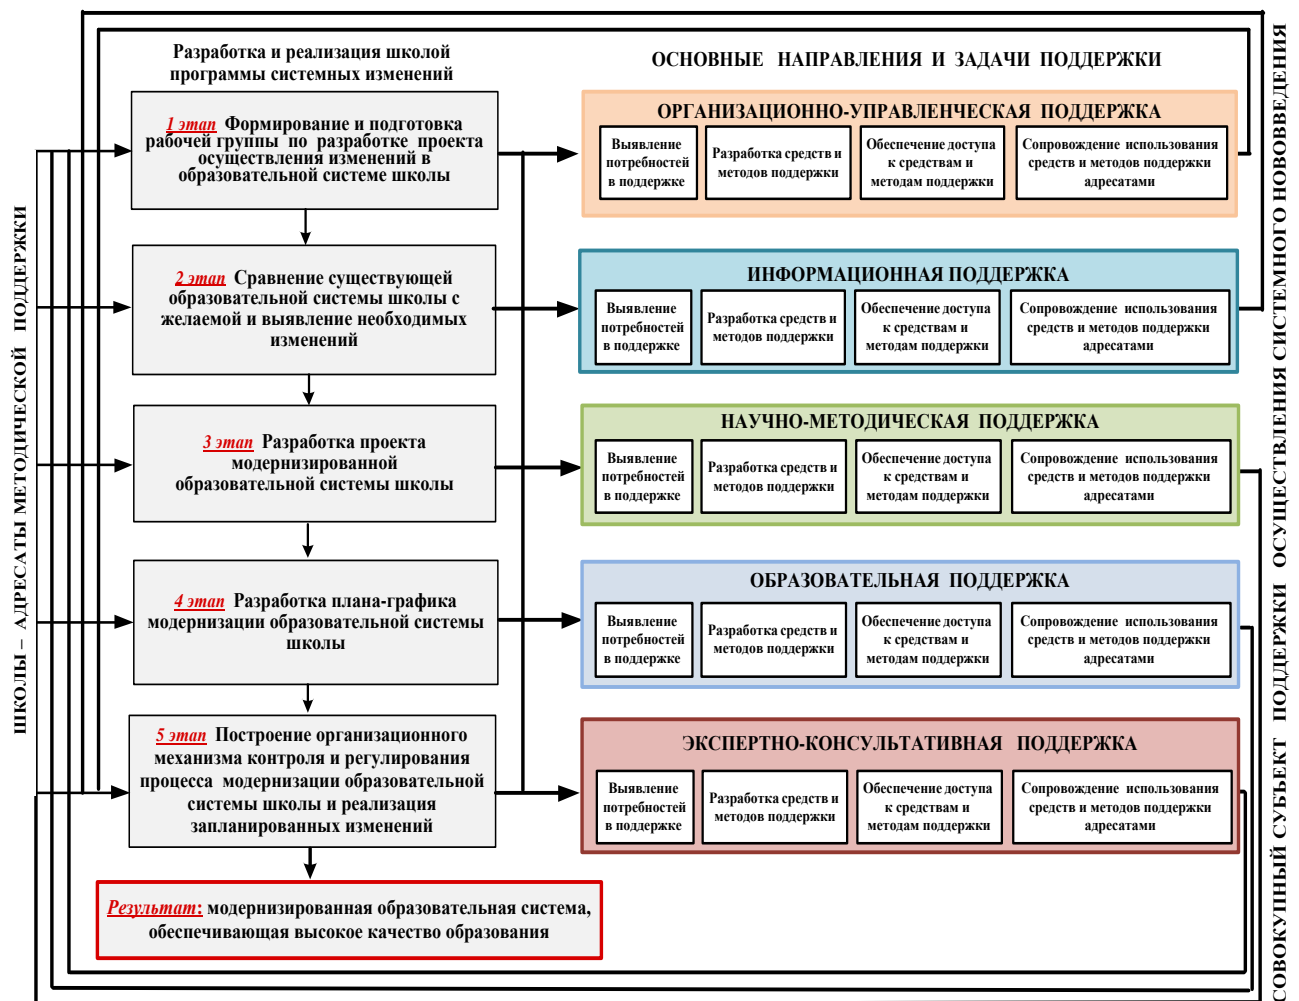 Разработка и реализация школой
программы системных изменений
ОСНОВНЫЕ НАПРАВЛЕНИЯ И ЗАДАЧИ ПОДДЕРЖКИ
ШКОЛЫ – АДРЕСАТЫ МЕТОДИЧЕСКОЙ ПОДДЕРЖКИ
1 этап Формирование и подготовка
рабочей группы по разработке проекта
осуществления изменений в
образовательной системе школы
2 этап Сравнение существующей
образовательной системы школы с
желаемой и выявление необходимых
изменений
3 этап Разработка проекта
модернизированной
образовательной системы школы
4 этап Разработка плана-графика
модернизации образовательной системы
школы
5 этап Построение организационного
механизма контроля и регулирования
процесса модернизации образовательной
системы школы и реализация
запланированных изменений
Результат: модернизированная образовательная система,
обеспечивающая высокое качество образования
ОРГАНИЗАЦИОННО-УПРАВЛЕНЧЕСКАЯ ПОДДЕРЖКА
Выявление
потребностей
в поддержке
Разработка средств и
методов поддержки
Обеспечение доступа
к средствам и
методам поддержки
Сопровождение использования
средств и методов поддержки
адресатами
ИНФОРМАЦИОННАЯ ПОДДЕРЖКА
Выявление
потребностей
в поддержке
Разработка средств и
методов поддержки
Обеспечение доступа
к средствам и
методам поддержки
Сопровождение использования
средств и методов поддержки
адресатами
НАУЧНО-МЕТОДИЧЕСКАЯ ПОДДЕРЖКА
Выявление
потребностей
в поддержке
Разработка средств и
методов поддержки
Обеспечение доступа
к средствам и
методам поддержки
Сопровождение использования
средств и методов поддержки
адресатами
ОБРАЗОВАТЕЛЬНАЯ ПОДДЕРЖКА
Выявление
потребностей
в поддержке
Разработка средств и
методов поддержки
Обеспечение доступа
к средствам и
методам поддержки
Сопровождение использования
средств и методов поддержки
адресатами
ЭКСПЕРТНО-КОНСУЛЬТАТИВНАЯ ПОДДЕРЖКА
Выявление
потребностей
в поддержке
Разработка средств и
методов поддержки
Обеспечение доступа
к средствам и
методам поддержки
Сопровождение использования
средств и методов поддержки
адресатами
СОВОКУПНЫЙ СУБЪЕКТ ПОДДЕРЖКИ ОСУЩЕСТВЛЕНИЯ СИСТЕМНОГО НОВОВВЕДЕНИЯ